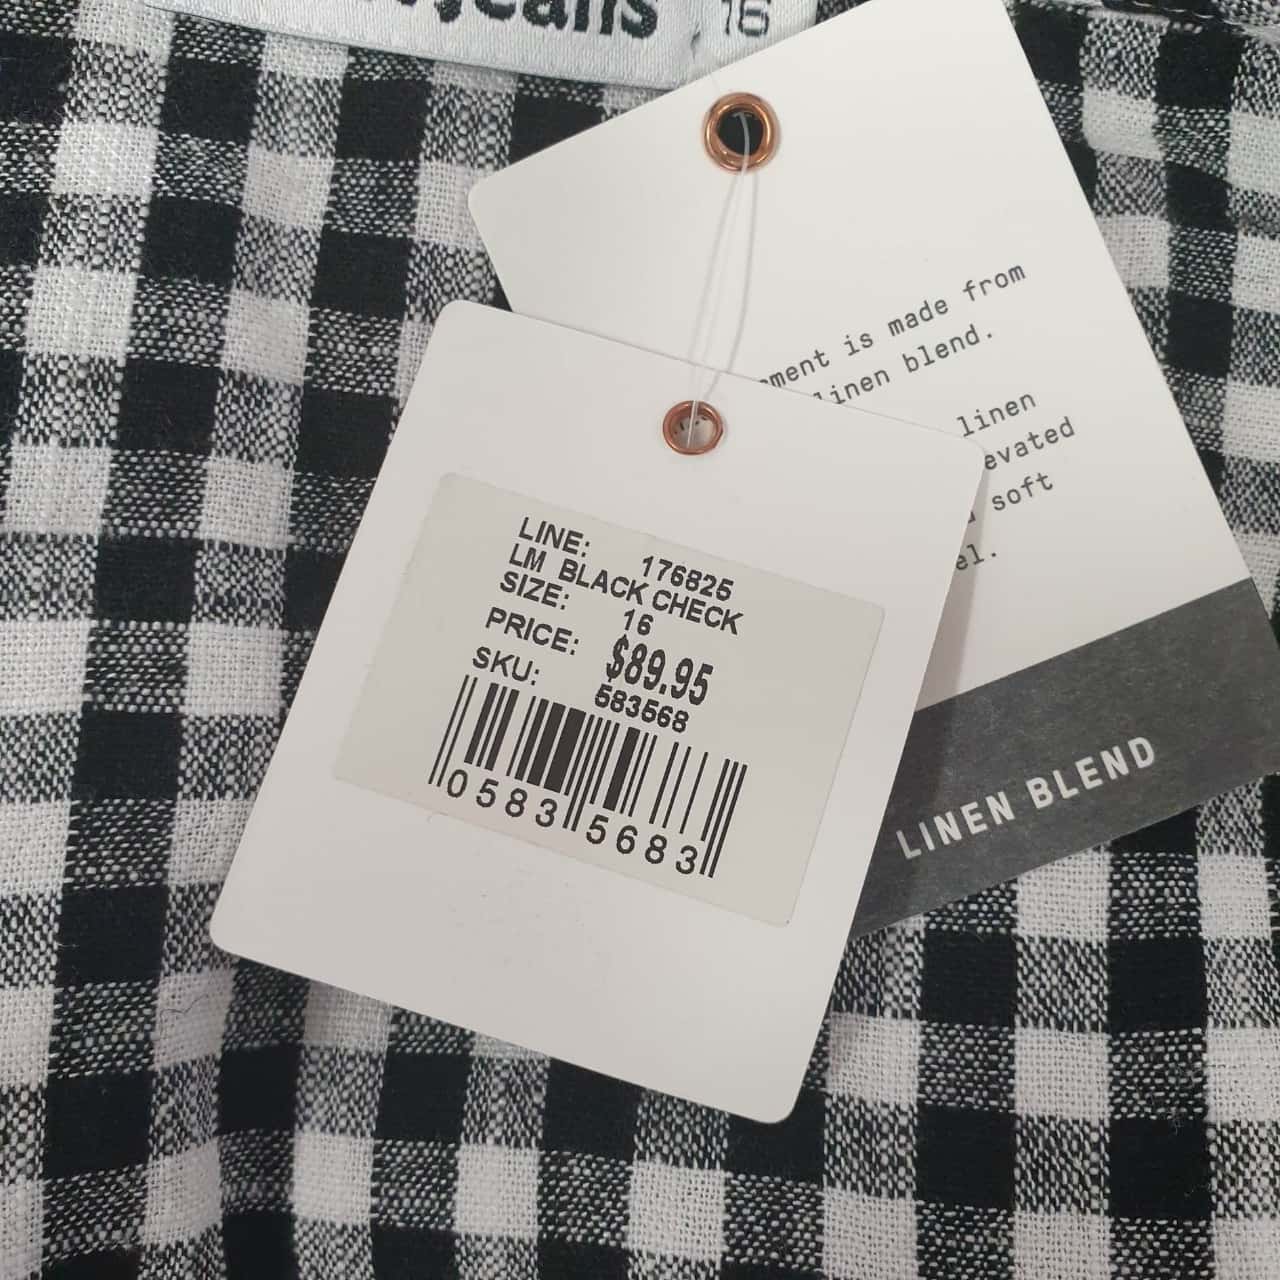 jeans 16
ment is made from
linen blend.
linen
evated
soft
el.
LINEN BLEND
LINE: 176825
LM BLACK CHECK
SIZE: 16
PRICE: $89.95
SKU: 583568
0583 5683